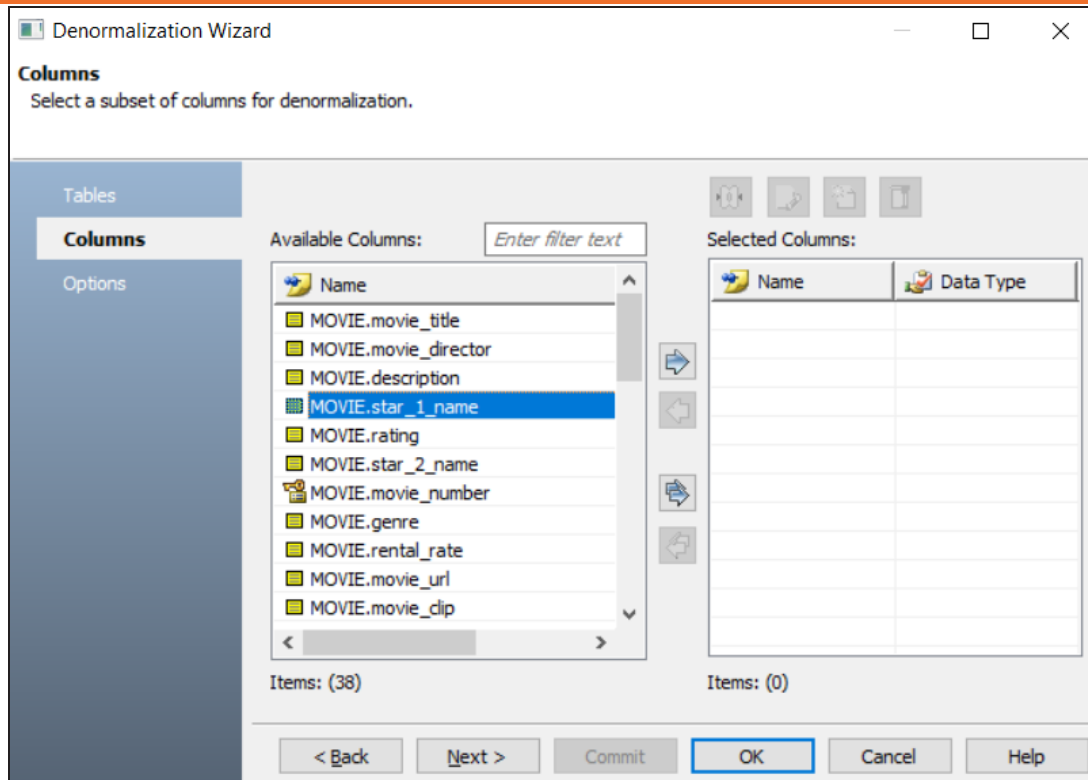 Denormalization Wizard
Columns
Select a subset of columns for denormalization.
Tables
Columns
Options
Available Columns:
Enter filter text
Name
MOVIE.movie_title
MOVIE.movie_director
MOVIE.description
MOVIE.star_1_name
MOVIE.rating
MOVIE.star_2_name
MOVIE.movie_number
MOVIE.genre
MOVIE.rental_rate
MOVIE.movie_url
MOVIE.movie_clip
Items: (38)
Selected Columns:
Name Data Type
Items: (0)
< Back Next > Commit OK Cancel Help